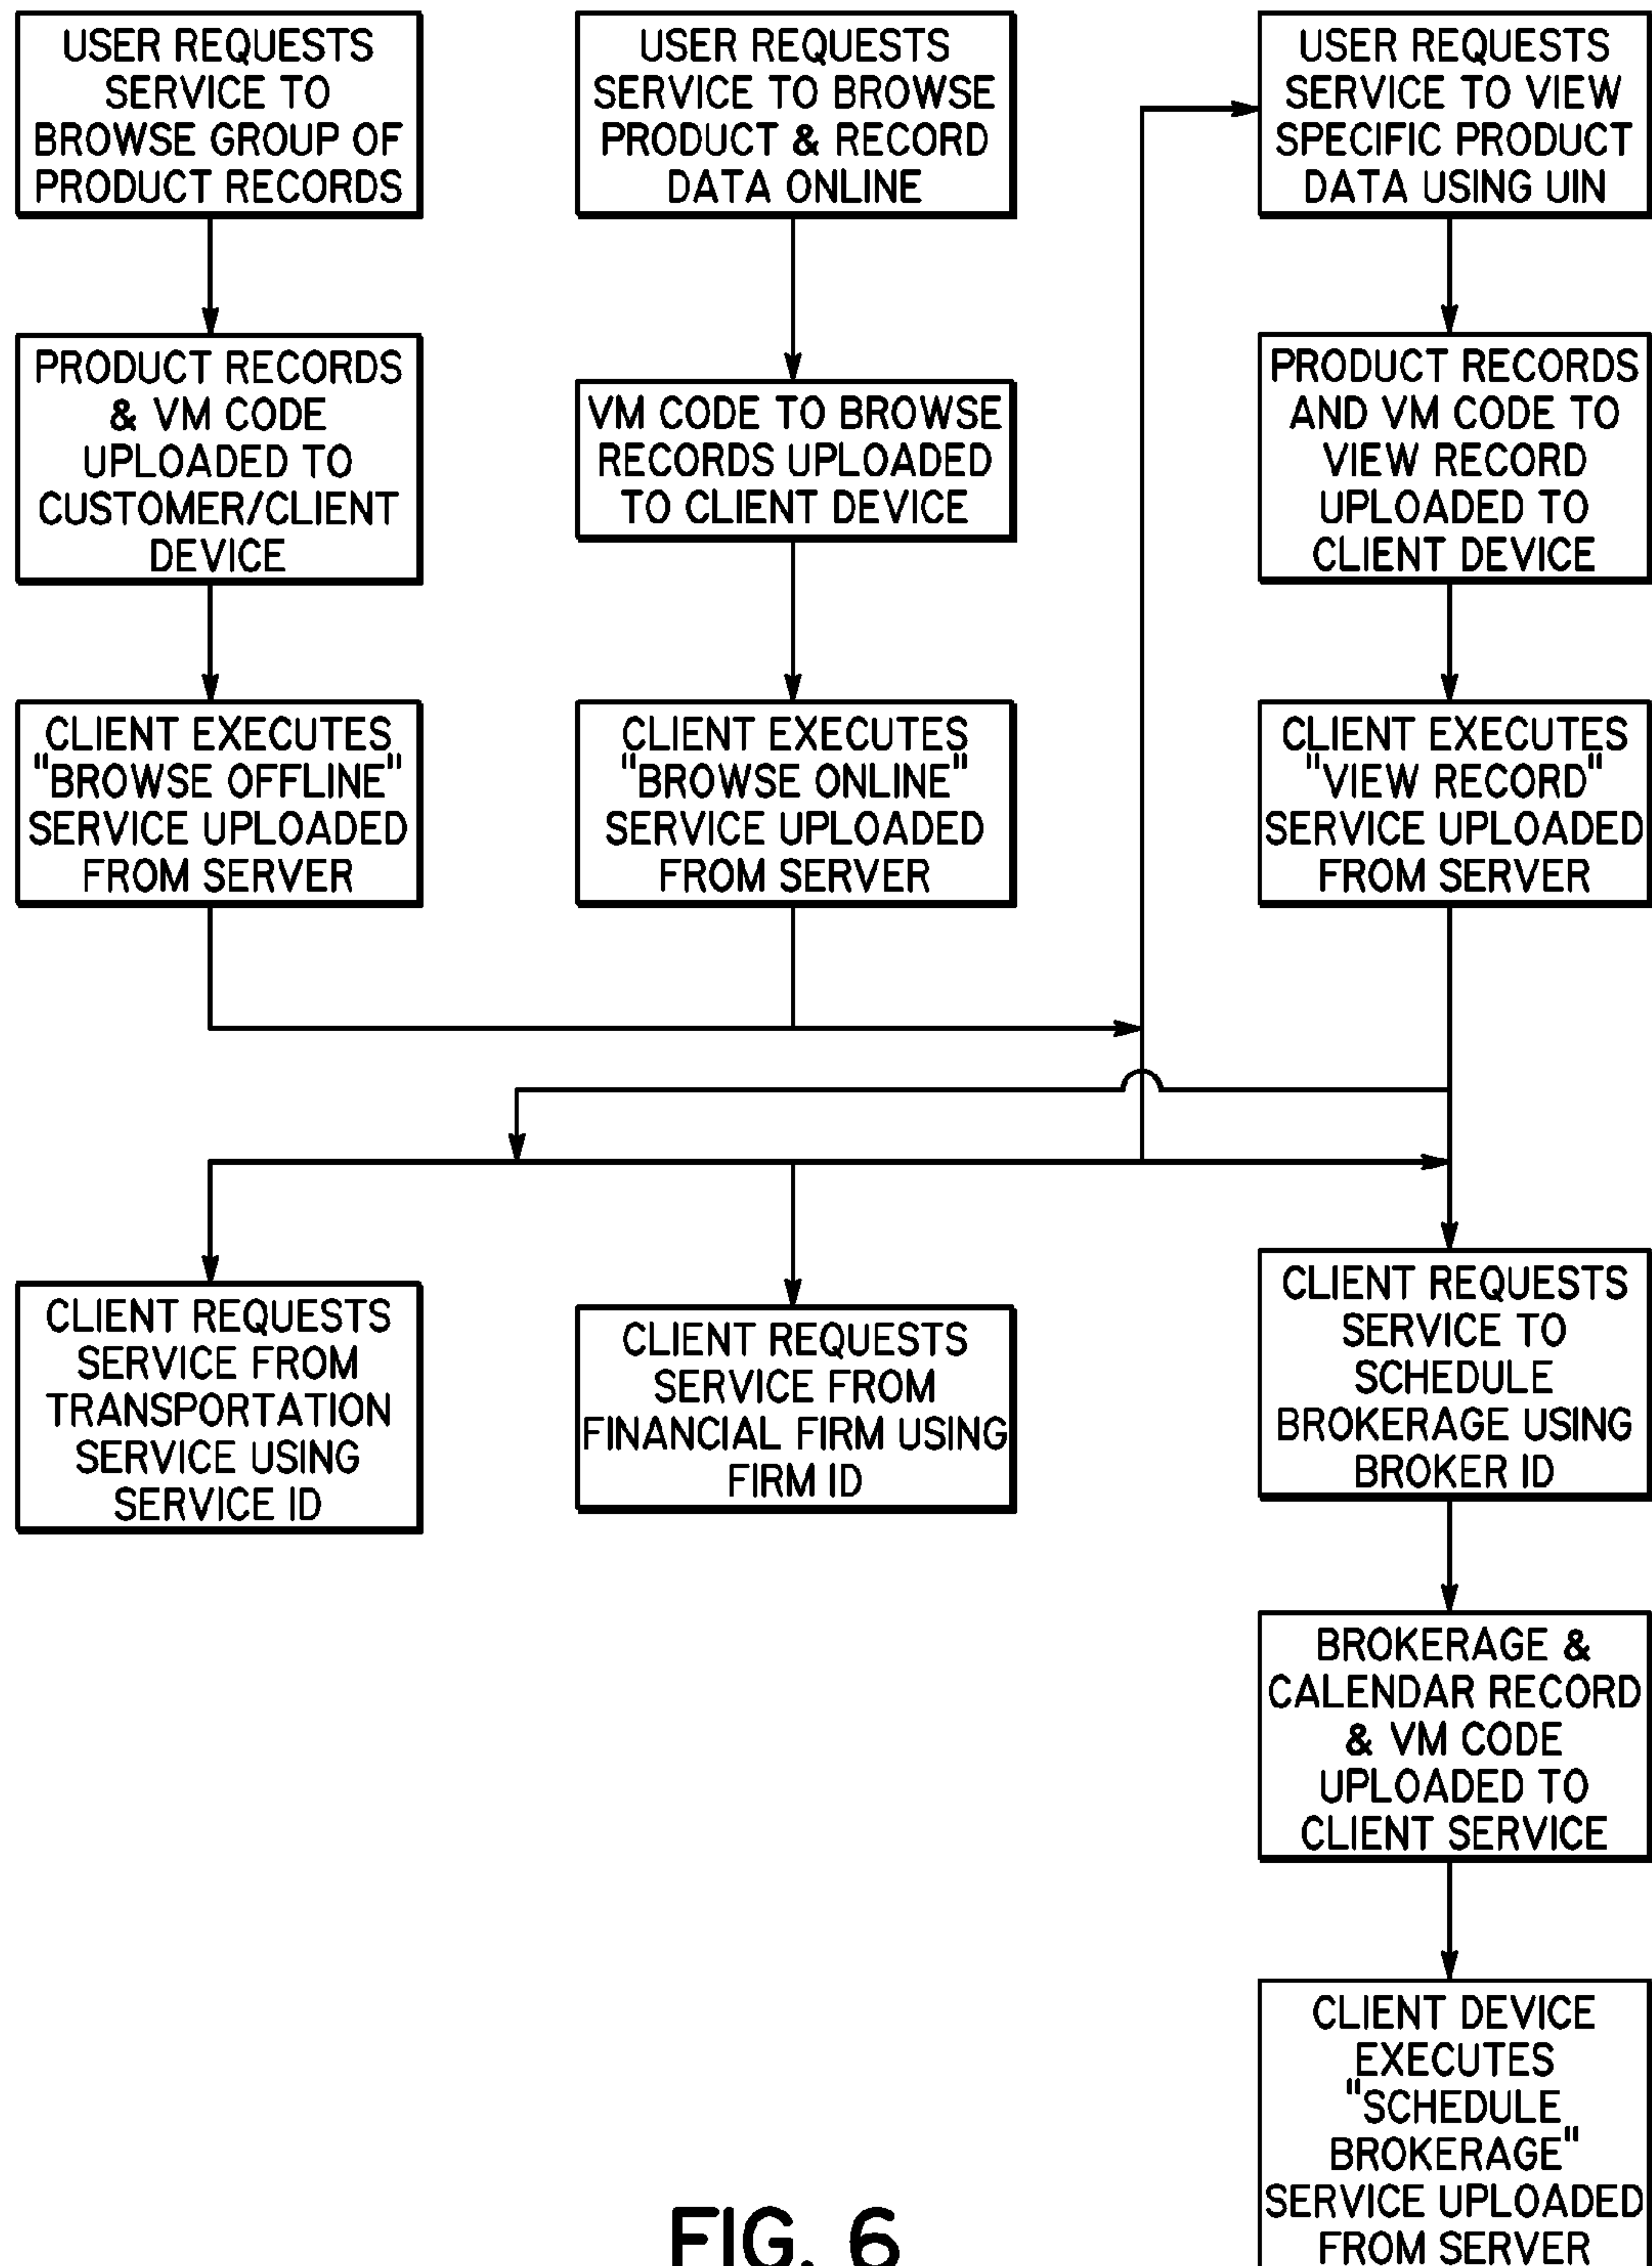 USER REQUESTS
SERVICE TO
BROWSE GROUP OF
PRODUCT RECORDS
USER REQUESTS
SERVICE TO BROWSE
PRODUCT & RECORD
DATA ONLINE
USER REQUESTS
SERVICE TO VIEW
SPECIFIC PRODUCT
DATA USING UIN
PRODUCT RECORDS
& VM CODE
UPLOADED TO
CUSTOMER/CLIENT
DEVICE
VM CODE TO BROWSE
RECORDS UPLOADED
TO CLIENT DEVICE
PRODUCT RECORDS
AND VM CODE TO
VIEW RECORD
UPLOADED TO
CLIENT DEVICE
CLIENT EXECUTES
"BROWSE OFFLINE"
SERVICE UPLOADED
FROM SERVER
CLIENT EXECUTES
"BROWSE ONLINE"
SERVICE UPLOADED
FROM SERVER
CLIENT EXECUTES
"VIEW RECORD"
SERVICE UPLOADED
FROM SERVER
CLIENT REQUESTS
SERVICE FROM
TRANSPORTATION
SERVICE USING
SERVICE ID
CLIENT REQUESTS
SERVICE FROM
FINANCIAL FIRM USING
FIRM ID
CLIENT REQUESTS
SERVICE TO
SCHEDULE
BROKERAGE USING
BROKER ID
BROKERAGE &
CALENDAR RECORD
& VM CODE
UPLOADED TO
CLIENT SERVICE
CLIENT DEVICE
EXECUTES
"SCHEDULE
BROKERAGE"
SERVICE UPLOADED
FROM SERVER
FIG. 6